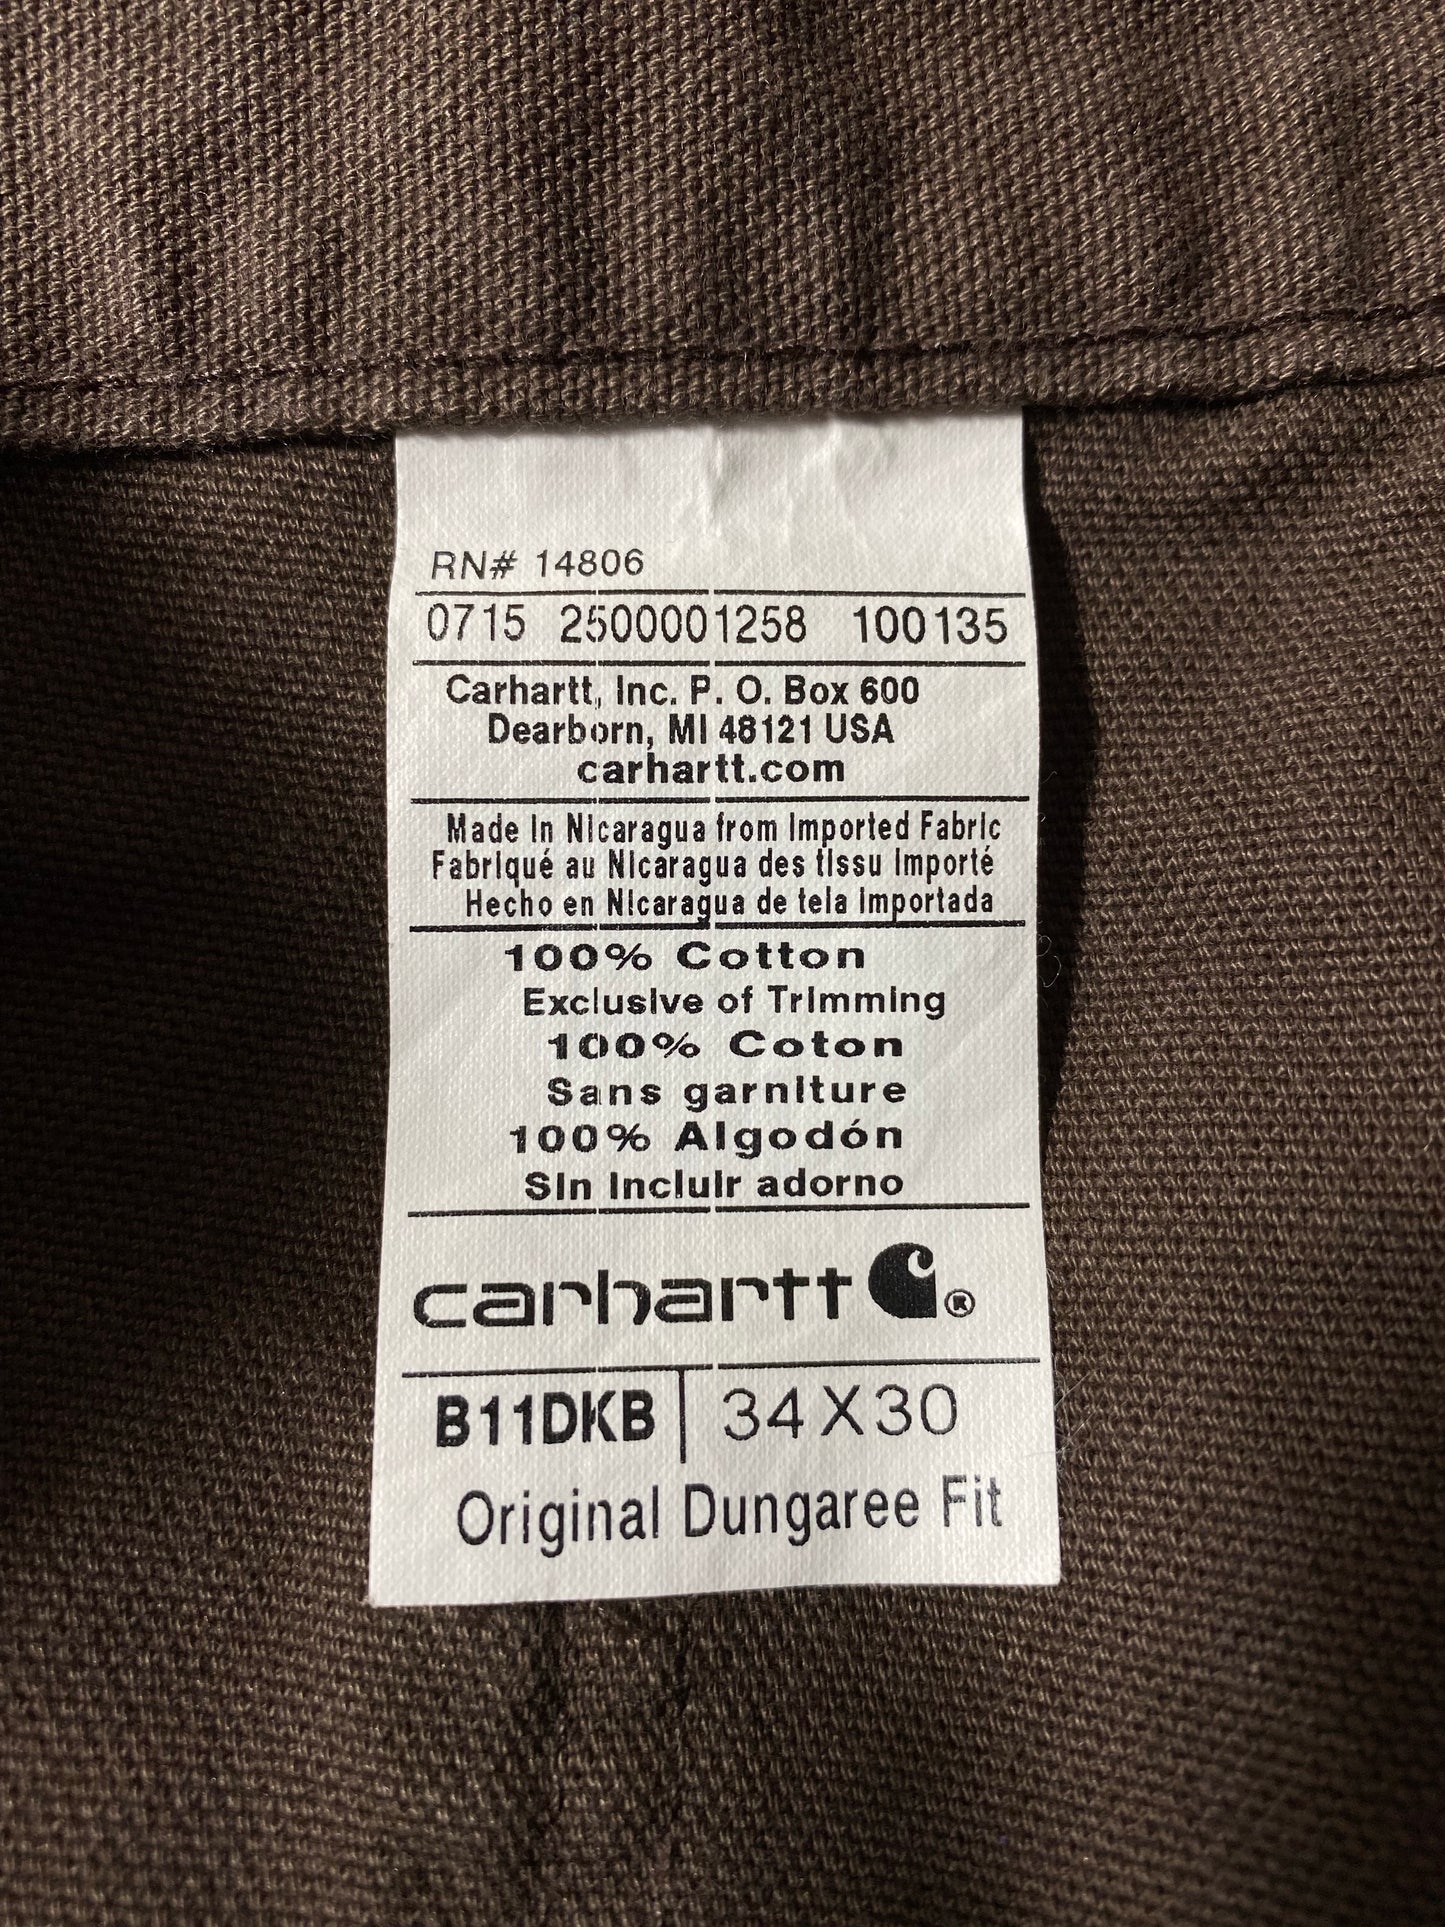 RN# 14806
0715 2500001258 100135
Carhartt, Inc. P. O. Box 600
Dearborn, MI 48121 USA
carhartt.com
Made in Nicaragua from Imported Fabric
Fabriqué au Nicaragua des tissu importé
Hecho en Nicaragua de tela importada
100% Cotton
Exclusive of Trimming
100% Coton
Sans garniture
100% Algodón
Sin incluir adorno
carhartt ®
B11DKB | 34 X 30
Original Dungaree Fit